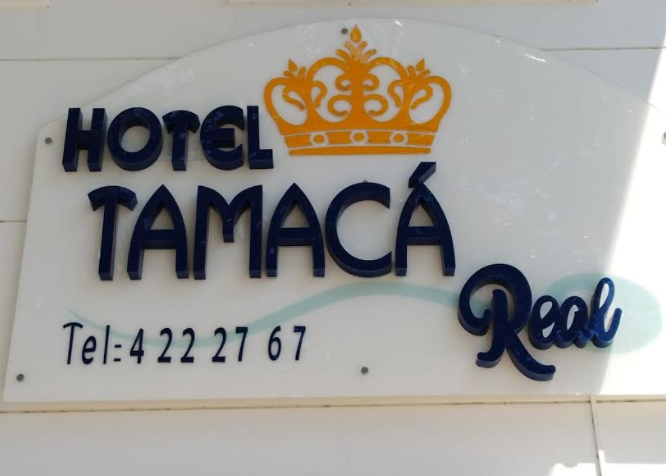 HOTEL
TAMACÁ
Real
Tel:4 22 27 67